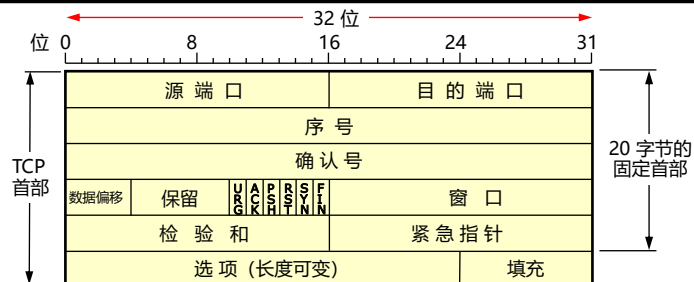 32 位
位 0 8 16 24 31
源端口 目的端口
序号
确认号
TCP
首部
20 字节的
固定首部
数据偏移 保留 URG ACK PSH RST SYN FIN 窗口
检验和 紧急指针
选项 (长度可变) 填充